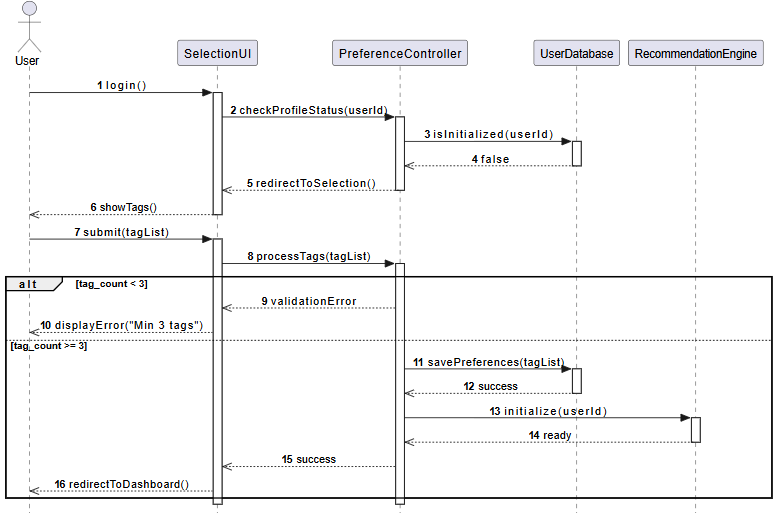 User
SelectionUI
PreferenceController
UserDatabase
RecommendationEngine
1 login()
2 checkProfileStatus(userId)
3 isInitialized(userId)
4 false
5 redirectToSelection()
6 showTags()
7 submit(tagList)
8 processTags(tagList)
alt [tag_count < 3]
9 validationError
10 displayError("Min 3 tags")
[tag_count >= 3]
11 savePreferences(tagList)
12 success
13 initialize(userId)
14 ready
15 success
16 redirectToDashboard()